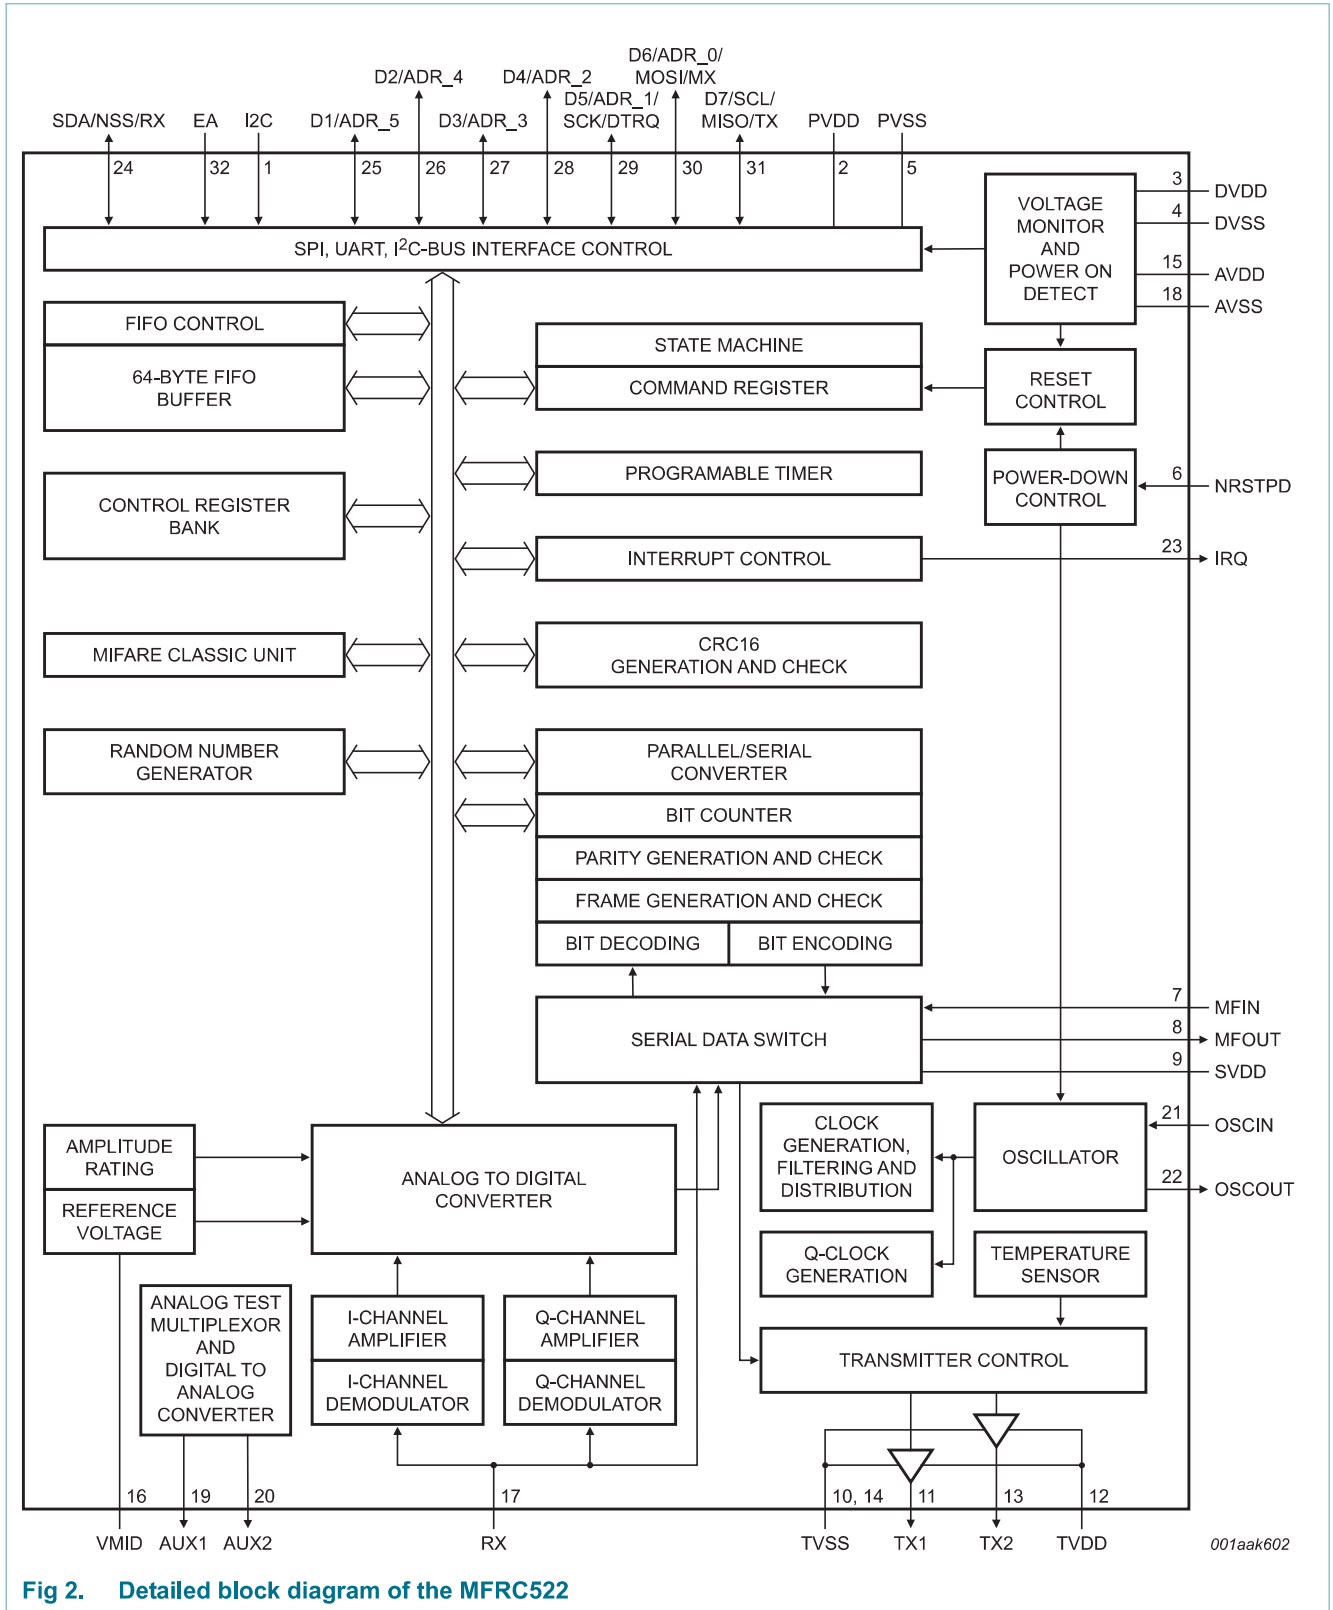 D6/ADR_0/
D2/ADR_4 D4/ADR_2 MOSI/MX
D5/ADR_1/ D7/SCL/
SDA/NSS/RX EA I2C D1/ADR_5 D3/ADR_3 SCK/DTRQ MISO/TX PVDD PVSS
24 32 1 25 26 27 28 29 30 31 2 5
3 DVDD
VOLTAGE
MONITOR
AND
POWER ON
DETECT
4 DVSS
SPI, UART, I2C-BUS INTERFACE CONTROL
15 AVDD
18 AVSS
FIFO CONTROL
STATE MACHINE
64-BYTE FIFO
BUFFER
COMMAND REGISTER
RESET
CONTROL
PROGRAMABLE TIMER
POWER-DOWN
CONTROL
6 NRSTPD
CONTROL REGISTER
BANK
INTERRUPT CONTROL
23 IRQ
MIFARE CLASSIC UNIT
CRC16
GENERATION AND CHECK
RANDOM NUMBER
GENERATOR
PARALLEL/SERIAL
CONVERTER
BIT COUNTER
PARITY GENERATION AND CHECK
FRAME GENERATION AND CHECK
BIT DECODING BIT ENCODING
7 MFIN
SERIAL DATA SWITCH
8 MFOUT
9 SVDD
21 OSCIN
CLOCK
GENERATION,
FILTERING AND
DISTRIBUTION
OSCILLATOR
22 OSCOUT
AMPLITUDE
RATING
ANALOG TO DIGITAL
CONVERTER
REFERENCE
VOLTAGE
Q-CLOCK
GENERATION
TEMPERATURE
SENSOR
ANALOG TEST
MULTIPLEXOR
AND
DIGITAL TO
ANALOG
CONVERTER
I-CHANNEL
AMPLIFIER
Q-CHANNEL
AMPLIFIER
I-CHANNEL
DEMODULATOR
Q-CHANNEL
DEMODULATOR
TRANSMITTER CONTROL
16 19 20 17 10, 14 11 13 12
VMID AUX1 AUX2 RX TVSS TX1 TX2 TVDD 001aak602
Fig 2. Detailed block diagram of the MFRC522